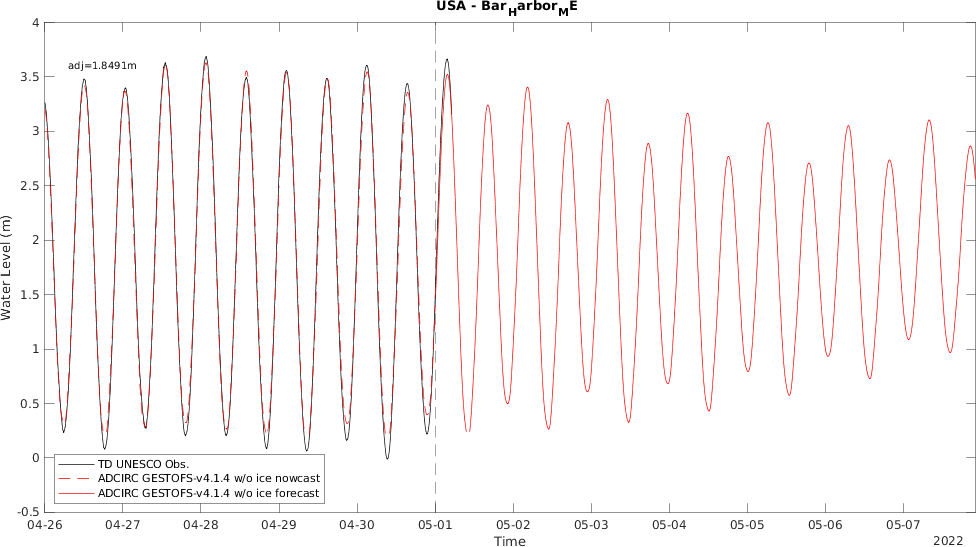 USA - BarHarborME
4
3.5
3
2.5
2
1.5
1
0.5
0
-0.5
Water Level (m)
adj=1.8491m
TD UNESCO Obs.
ADCIRC GESTOFS-v4.1.4 w/o ice nowcast
ADCIRC GESTOFS-v4.1.4 w/o ice forecast
04-26 04-27 04-28 04-29 04-30 05-01 05-02 05-03 05-04 05-05 05-06 05-07
Time
2022